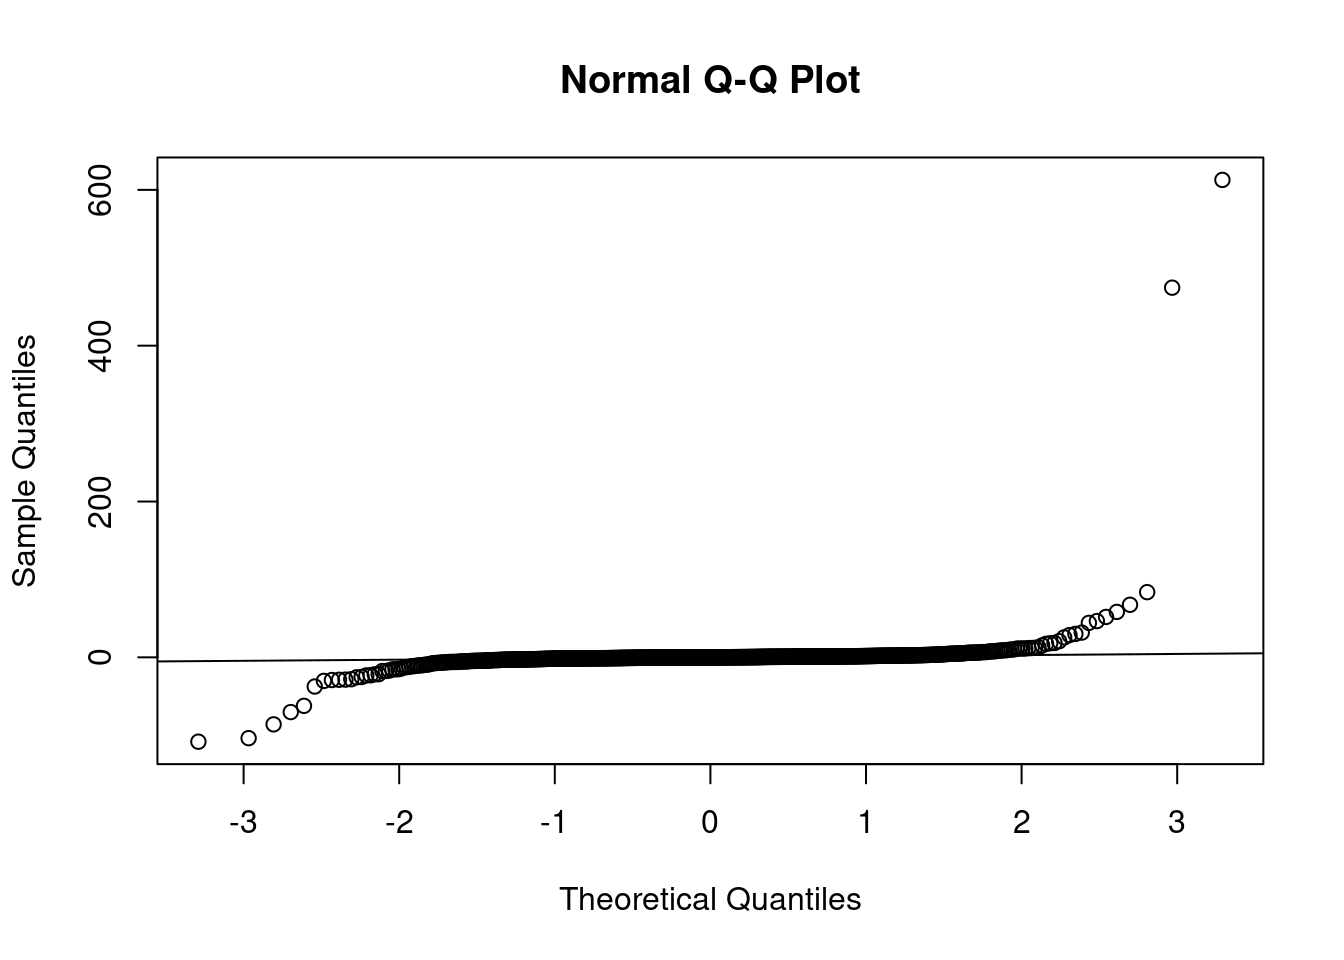 Normal Q-Q Plot
600
400
200
0
Sample Quantiles
-3 -2 -1 0 1 2 3
Theoretical Quantiles